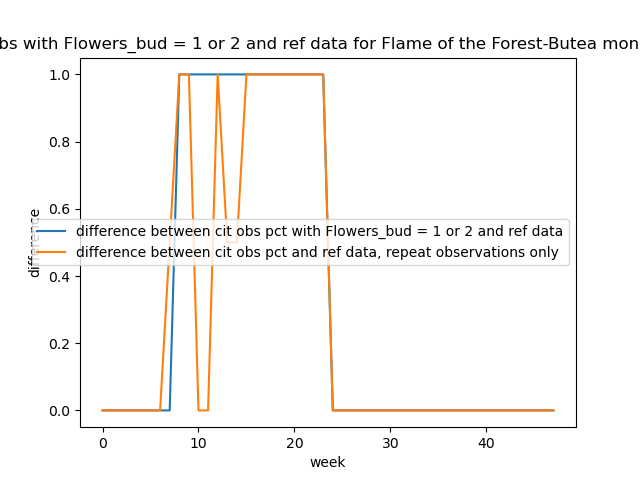 bs with Flowers_bud = 1 or 2 and ref data for Flame of the Forest-Butea mon
1.0
0.8
0.6
0.4
0.2
0.0
difference
difference between cit obs pct with Flowers_bud = 1 or 2 and ref data
difference between cit obs pct and ref data, repeat observations only
0
10
20
30
40
week